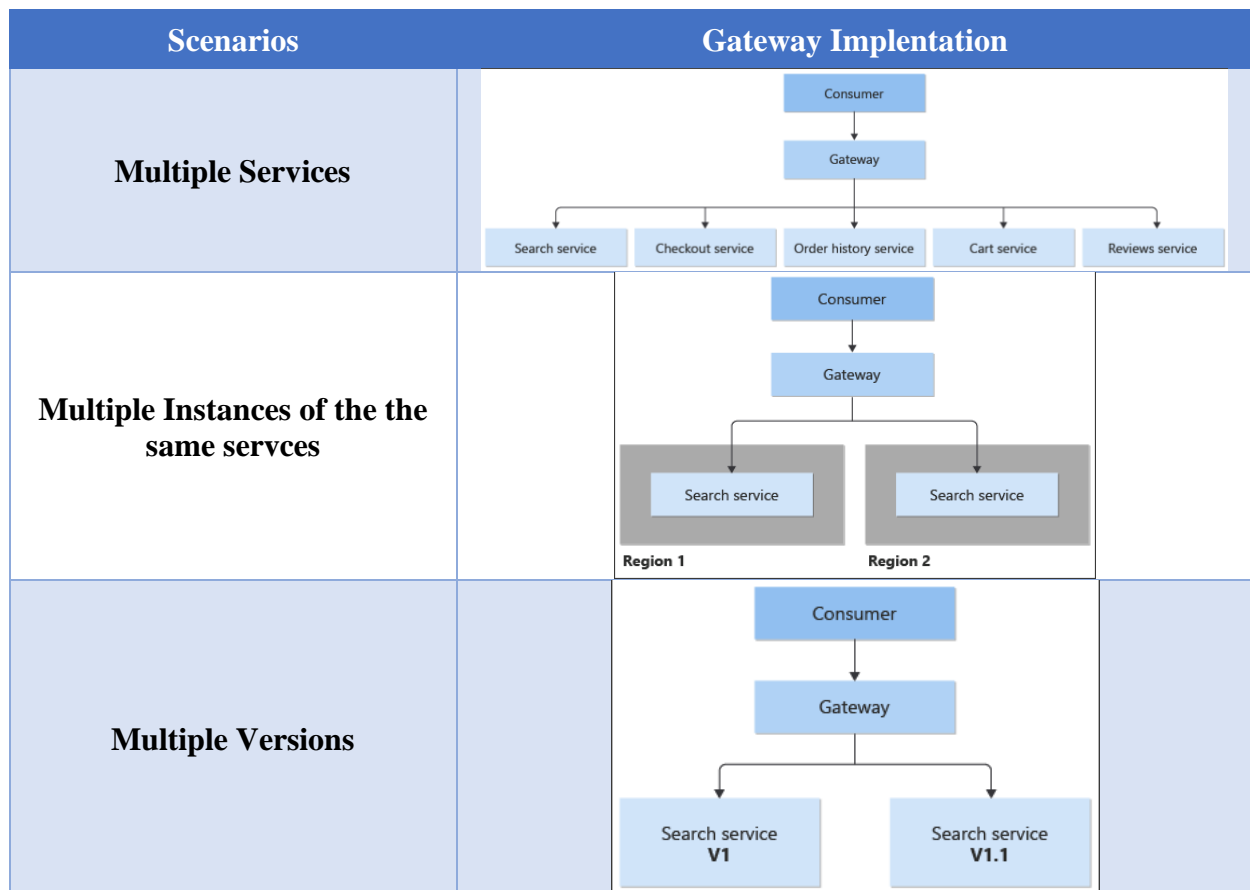 Scenarios
Gateway Implentation
Multiple Services
Consumer
Gateway
Search service
Checkout service
Order history service
Cart service
Reviews service
Multiple Instances of the the
same servces
Consumer
Gateway
Search service
Search service
Region 1
Region 2
Multiple Versions
Consumer
Gateway
Search service
V1
Search service
V1.1